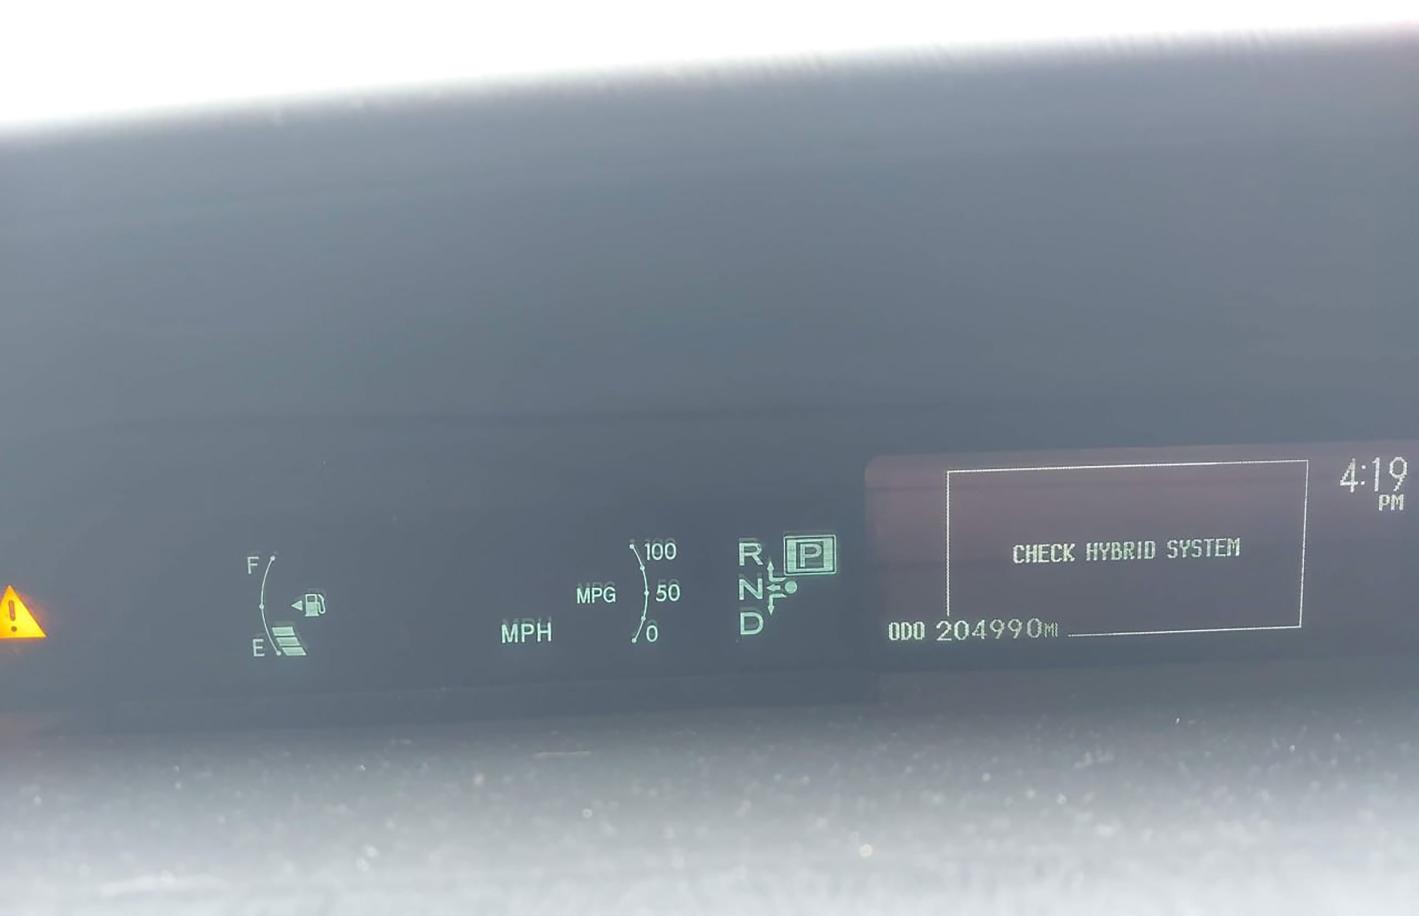 F
E
MPH
MPG
100
50
0
R
N
D
P
CHECK HYBRID SYSTEM
4:19
PM
ODO 204990MI